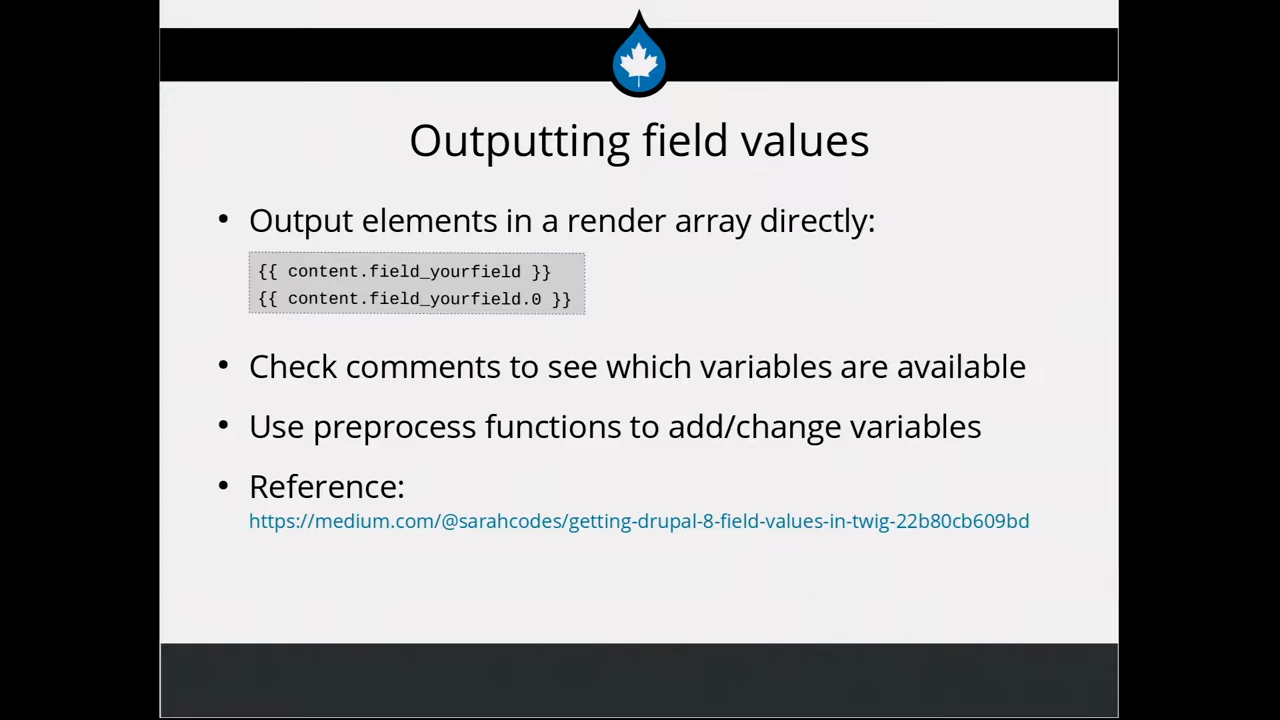 Outputting field values
• Output elements in a render array directly:
{{ content.field_yourfield }}
{{ content.field_yourfield.0 }}
• Check comments to see which variables are available
• Use preprocess functions to add/change variables
• Reference:
https://medium.com/@sarahcodes/getting-drupal-8-field-values-in-twig-22b80cb609bd